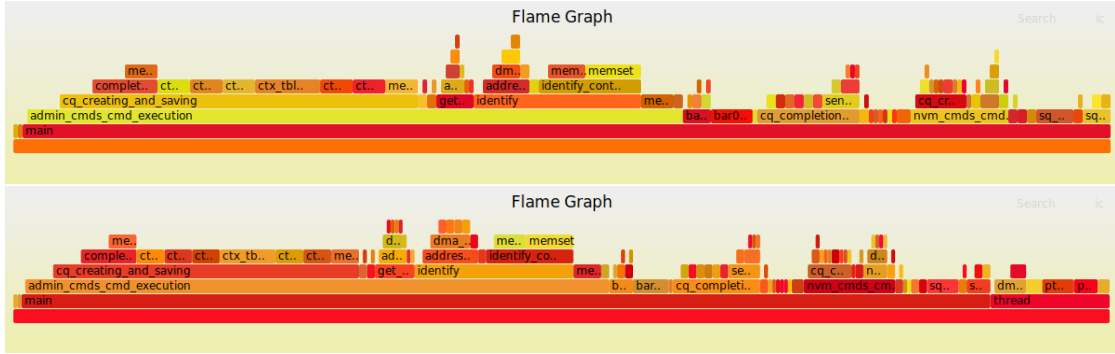 Flame Graph
Search ic
me.. dm.. mem.. memset
complet.. ct.. ct.. ct.. ctx_tbl.. ct.. ct.. me.. a.. addre.. identify_cont..
cq_creating_and_saving get.. identify me.. sen.. cq_cr..
admin_cmds_cmd_execution ba.. bar0.. cq_completion.. nvm_cmds_cmd.. sq_.. sq..
main
Flame Graph
Search ic
me.. d.. dma_.. me.. memset
comple.. ct.. ct.. ct.. ctx_tb.. ct.. ct.. me.. ad.. addres.. identify_co.. d..
cq_creating_and_saving get_.. identify me.. se.. cq_c.. n..
admin_cmds_cmd_execution b.. bar.. cq_completi.. nvm_cmds_cm.. sq.. s.. dm.. pt.. p..
main thread